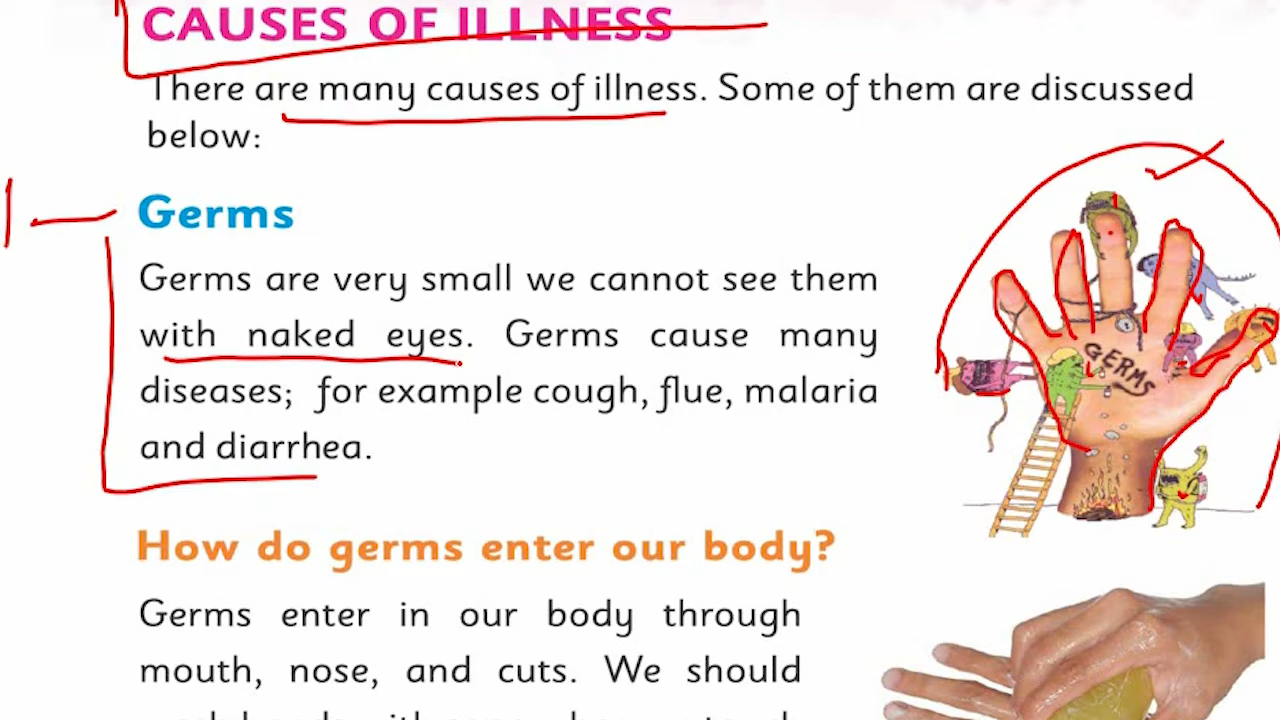 CAUSES OF ILLNESS
There are many causes of illness. Some of them are discussed
below:
1
Germs
Germs are very small we cannot see them
with naked eyes. Germs cause many
diseases; for example cough, flue, malaria
and diarrhea.
GERMS
How do germs enter our body?
Germs enter in our body through
mouth, nose, and cuts. We should